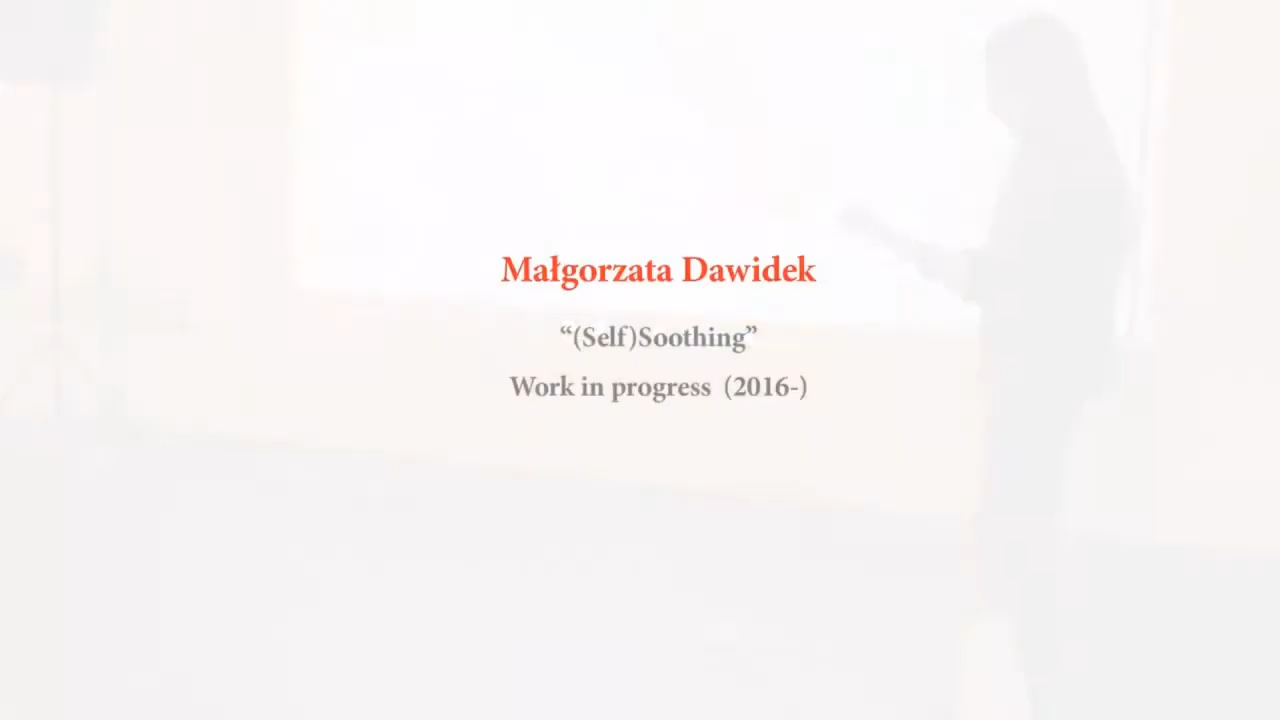 Małgorzata Dawidek
“(Self)Soothing”
Work in progress (2016-)